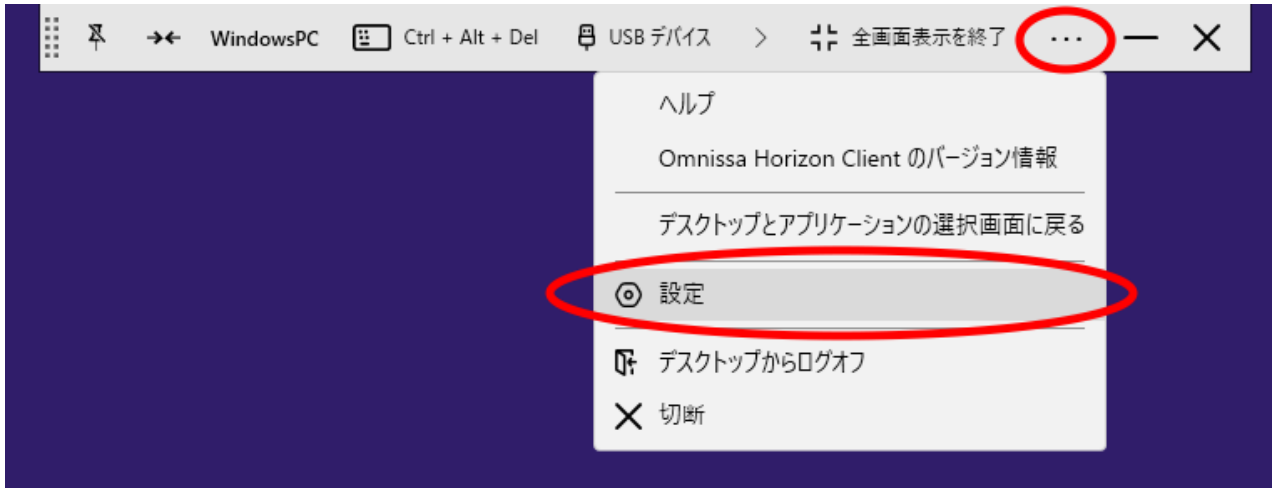 WindowsPC Ctrl + Alt + Del USB デバイス 全画面表示を終了 ...
ヘルプ
Omnissa Horizon Client のバージョン情報
デスクトップとアプリケーションの選択画面に戻る
設定
デスクトップからログオフ
切断